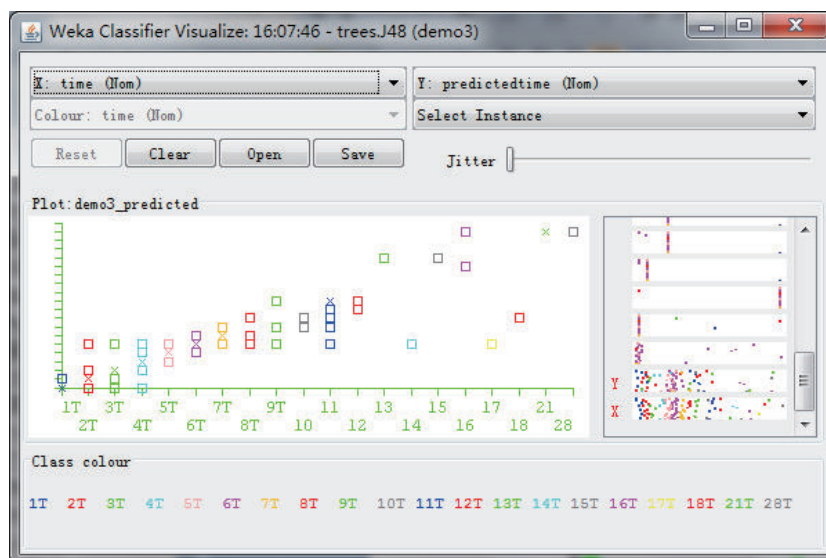 Weka Classifier Visualize: 16:07:46 - trees.J48 (demo3)
X: time (Nom)
Y: predictedtime (Nom)
Colour: time (Nom)
Select Instance
Reset
Clear
Open
Save
Jitter
Plot:demo3_predicted
1T 3T 5T 7T 9T 11 13 15 17 21
2T 4T 6T 8T 10 12 14 16 18 28
Y
X
Class colour
1T 2T 3T 4T 5T 6T 7T 8T 9T 10T 11T 12T 13T 14T 15T 16T 17T 18T 21T 28T